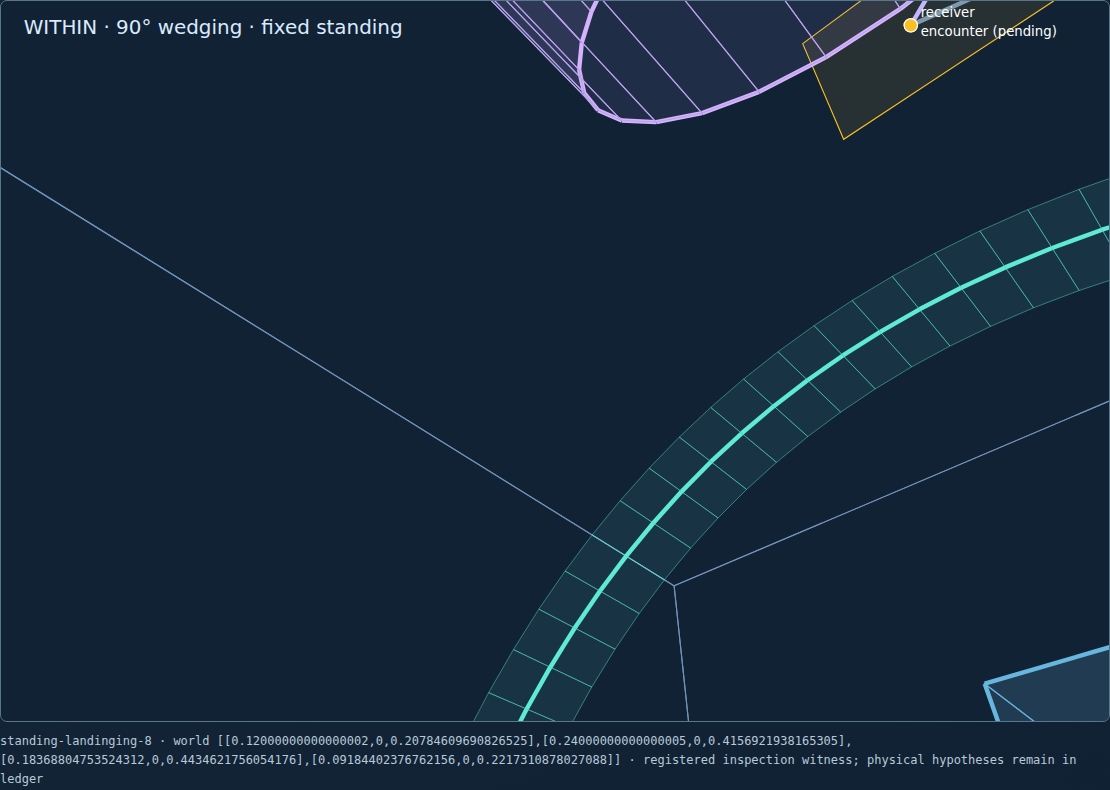 WITHIN · 90° wedging · fixed standing
receiver
encounter (pending)
standing-landinging-8 · world [[0.12000000000000002,0,0.20784609690826525],[0.24000000000000005,0,0.4156921938165305],
[0.18368804753524312,0,0.4434621756054176],[0.09184402376762156,0,0.2217310878027088]] · registered inspection witness; physical hypotheses remain in
ledger